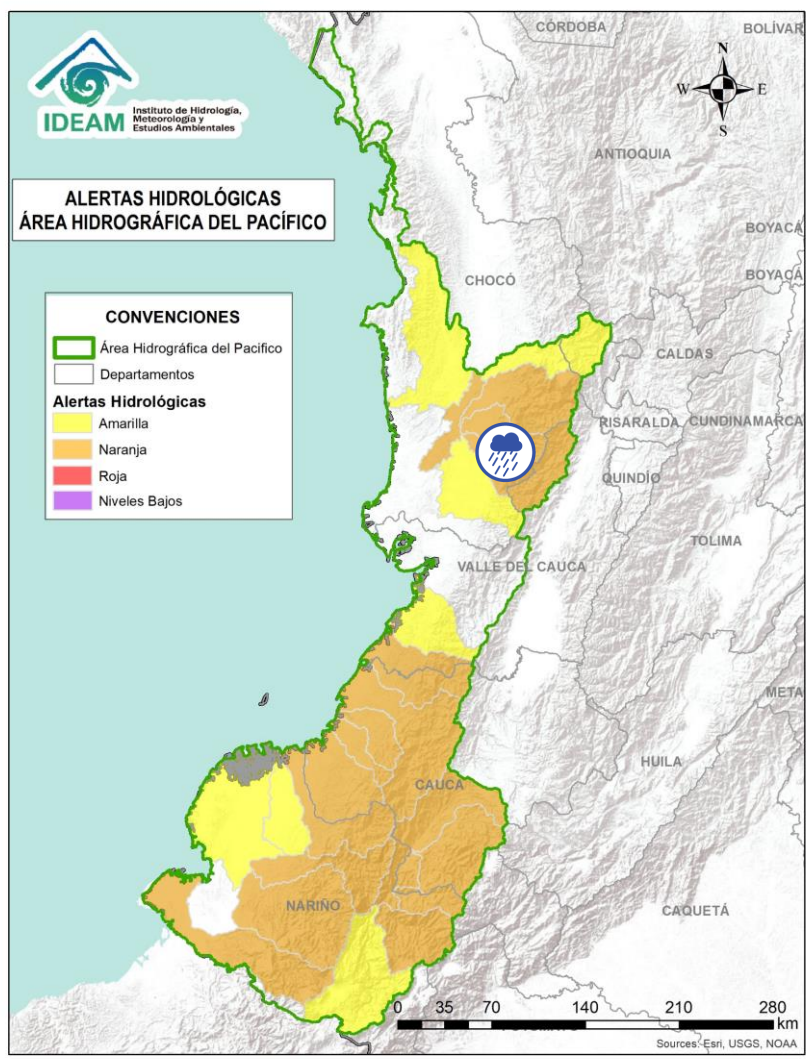 CÓRDOBA
BOLÍVAR
N
W
E
S
IDEAM
Instituto de Hidrología,
Meteorología y
Estudios Ambientales
ANTIOQUIA
ALERTAS HIDROLÓGICAS
ÁREA HIDROGRÁFICA DEL PACÍFICO
BOYACÁ
BOYACÁ
CHOCÓ
CONVENCIONES
Área Hidrográfica del Pacifico
Departamentos
Alertas Hidrológicas
Amarilla
Naranja
Roja
Niveles Bajos
CALDAS
RISARALDA
CUNDINAMARCA
QUINDÍO
TOLIMA
VALLE DEL CAUCA
META
HUILA
CAUCA
NARIÑO
CAQUETÁ
0 35 70 140 210 280
km
Sources: Esri, USGS, NOAA